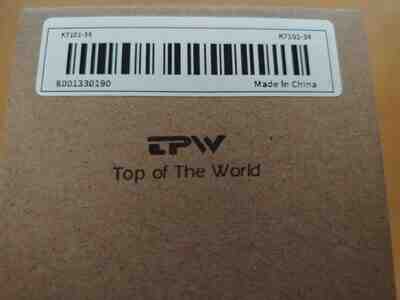 K7101-34 K7101-34
8001330190 Made in China
TPW
Top of The World